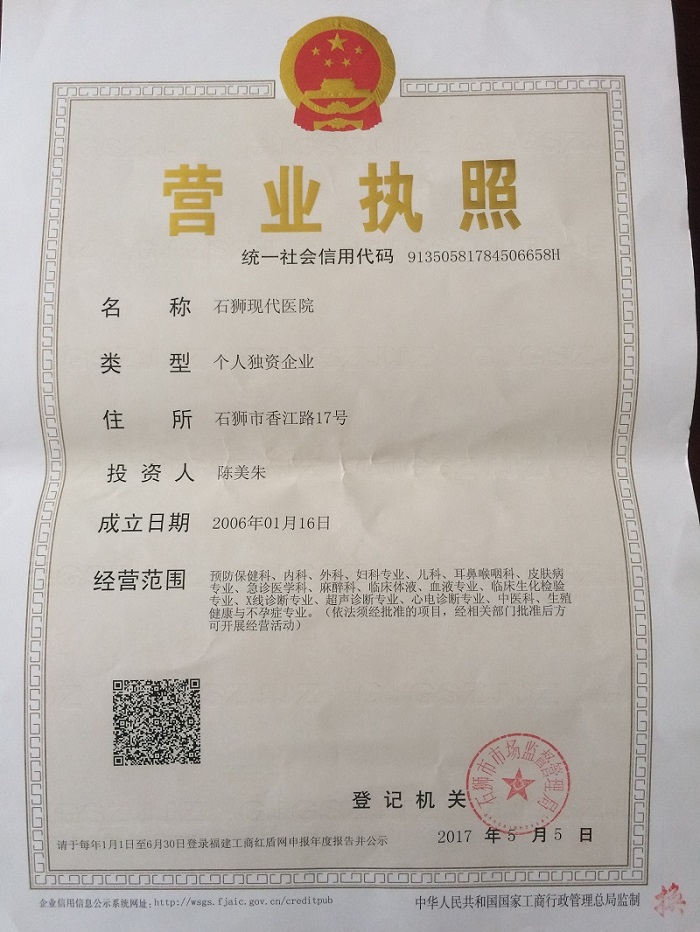 营业执照
统一社会信用代码 91350581784506658H
名称 石狮现代医院
类型 个人独资企业
住所 石狮市香江路17号
投资人 陈美朱
成立日期 2006年01月16日
经营范围 预防保健科、内科、外科、妇科专业、儿科、耳鼻喉咽科、皮肤病
专业、急诊医学科、麻醉科、临床体液、血液专业、临床生化检验
专业、X线诊断专业、超声诊断专业、心电诊断专业、中医科、生殖
健康与不孕症专业。（依法须经批准的项目，经相关部门批准后方
可开展经营活动）
石狮市市场监督管理局
登记机关
2017 年 5 月 5 日
请于每年1月1日至6月30日登录福建工商红盾网申报年度报告并公示
企业信用信息公示系统网址：http://wsgs.fjaic.gov.cn/creditpub
中华人民共和国国家工商行政管理总局监制
换